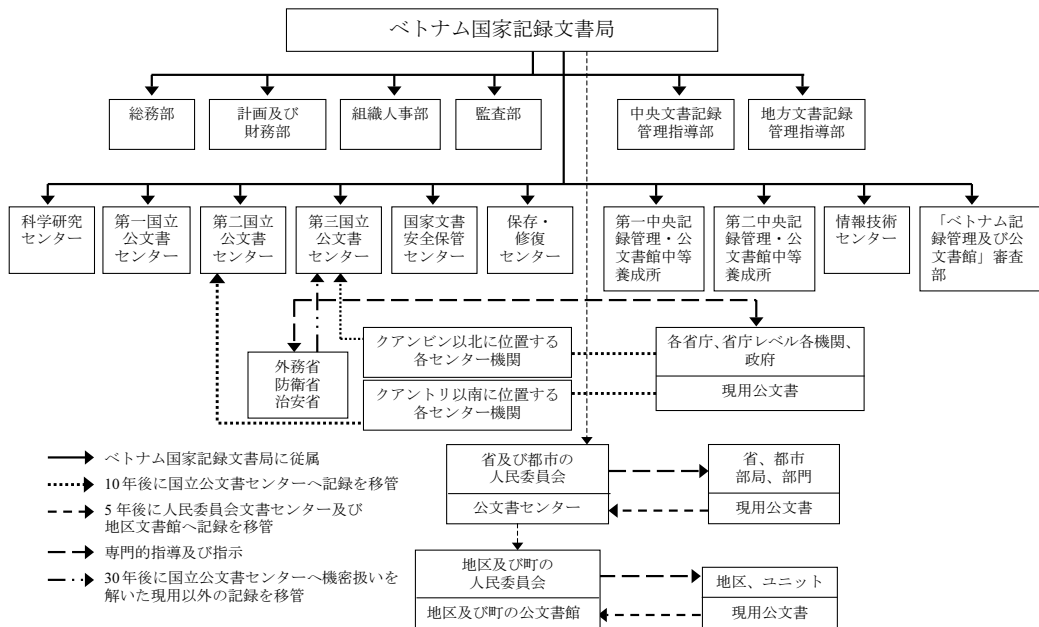 ベトナム国家記録文書局
総務部
計画及び
財務部
組織人事部
監査部
中央文書記録
管理指導部
地方文書記録
管理指導部
科学研究
センター
第一国立
公文書
センター
第二国立
公文書
センター
第三国立
公文書
センター
国家文書
安全保管
センター
保存・
修復
センター
第一中央記
録管理・公
文書館中等
養成所
第二中央記
録管理・公
文書館中等
養成所
情報技術
センター
「ベトナム記
録管理及び公
文書館」審査
部
外務省
防衛省
治安省
クアンビン以北に位置する
各センター機関
クアントリ以南に位置する
各センター機関
各省庁、省庁レベル各機関、
政府
現用公文書
ベトナム国家記録文書局に従属
10年後に国立公文書センターへ記録を移管
5年後に人民委員会文書センター及び
地区文書館へ記録を移管
専門的指導及び指示
30年後に国立公文書センターへ機密扱いを
解いた現用以外の記録を移管
省及び都市の
人民委員会
公文書センター
省、都市
部局、部門
現用公文書
地区及び町の
人民委員会
地区及び町の公文書館
地区、ユニット
現用公文書